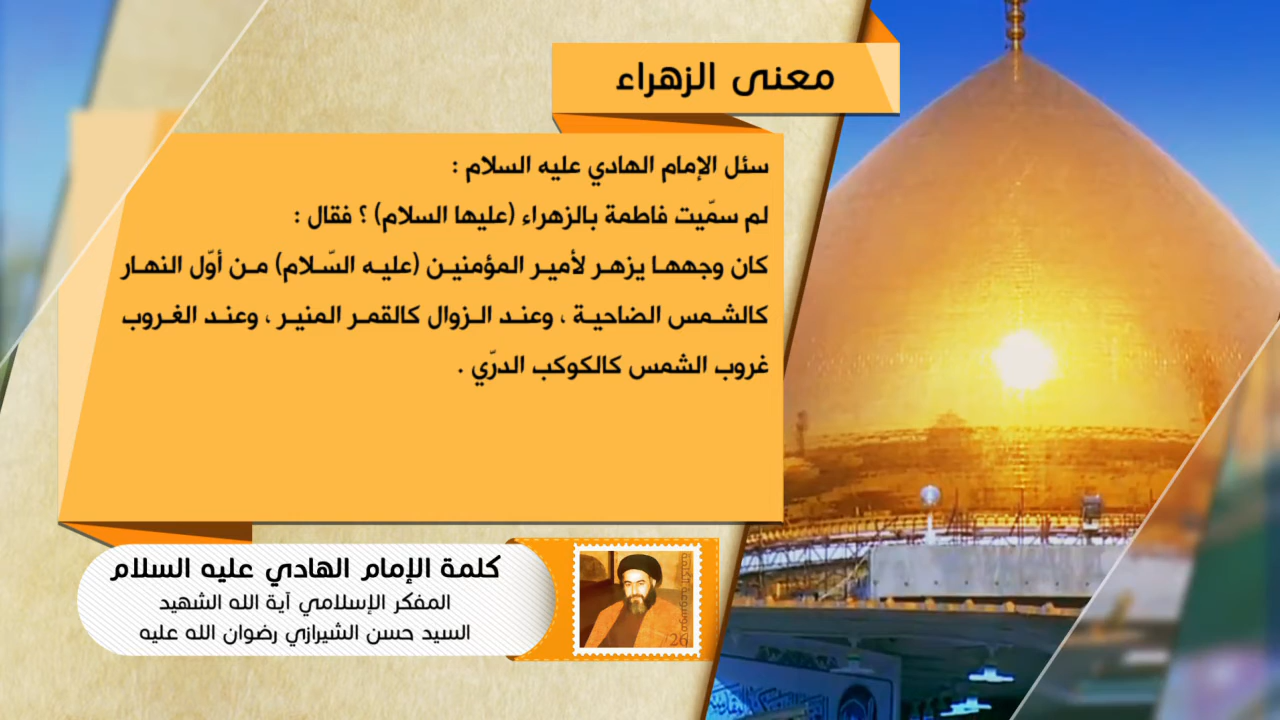 معنى الزهراء
سئل الإمام الهادي عليه السلام :
لم سمّيت فاطمة بالزهراء (عليها السلام) ؟ فقال :
كان وجهها يزهر لأمير المؤمنين (عليه السّلام) من أوّل النهار
كالشمس الضاحية ، وعند الزوال كالقمر المنير ، وعند الغروب
غروب الشمس كالكوكب الدرّي .
كلمة الإمام الهادي عليه السلام
المفكر الإسلامي آية الله الشهيد
السيد حسن الشيرازي رضوان الله عليه
26